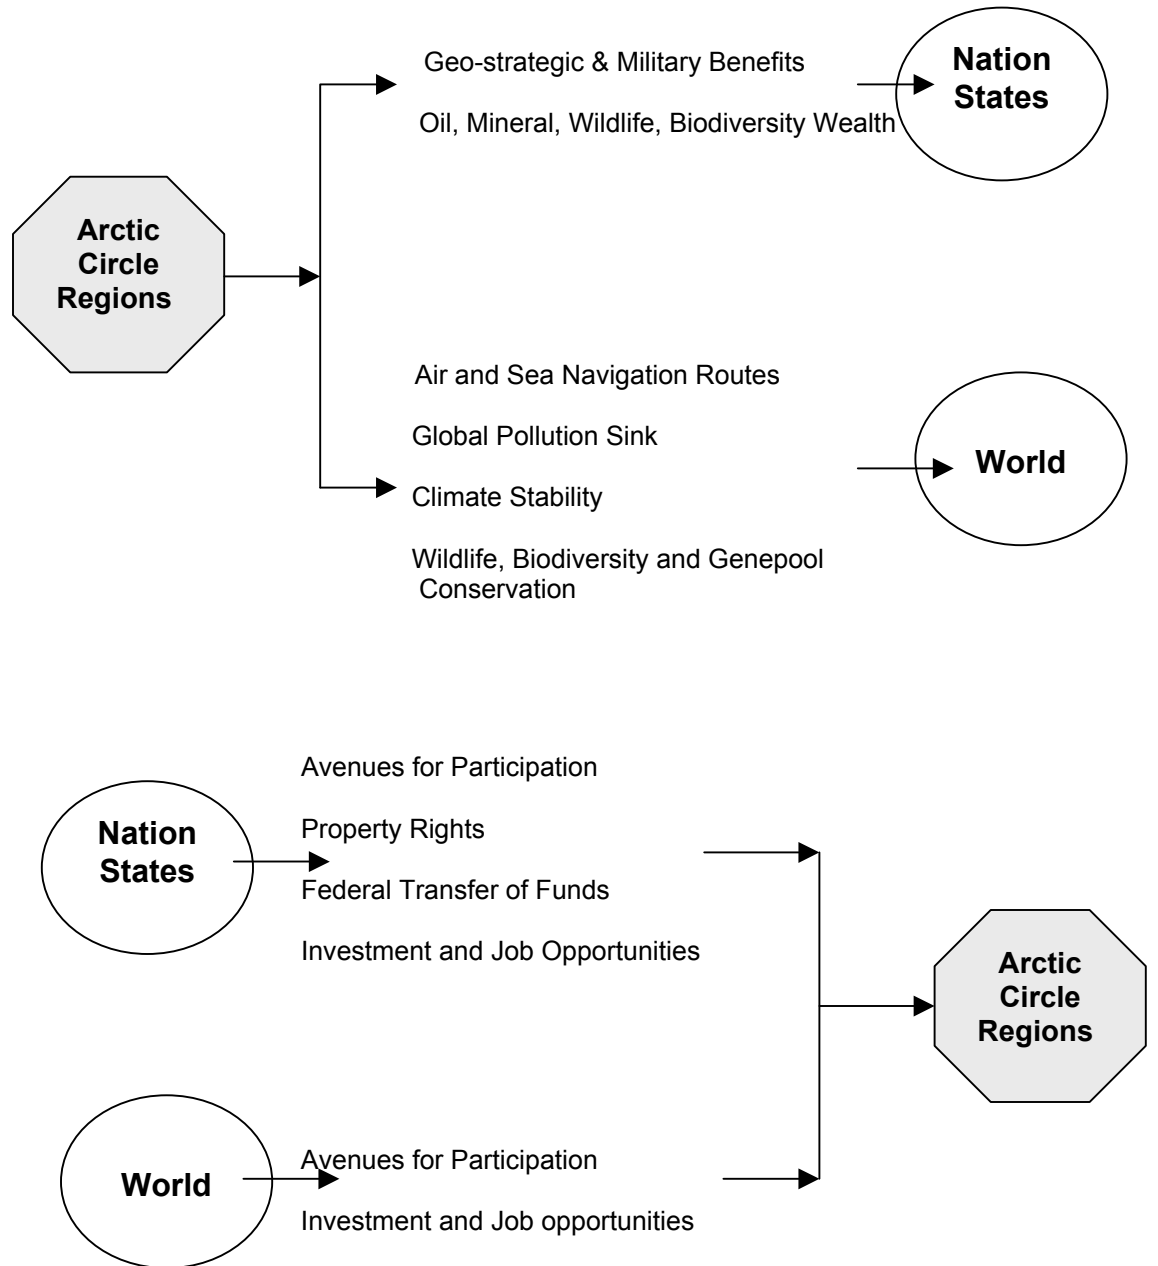 Geo-strategic & Military Benefits
Nation
States
Oil, Mineral, Wildlife, Biodiversity Wealth
Arctic
Circle
Regions
Air and Sea Navigation Routes
Global Pollution Sink
World
Climate Stability
Wildlife, Biodiversity and Genepool
Conservation
Avenues for Participation
Nation
States
Property Rights
Federal Transfer of Funds
Investment and Job Opportunities
Arctic
Circle
Regions
World
Avenues for Participation
Investment and Job opportunities